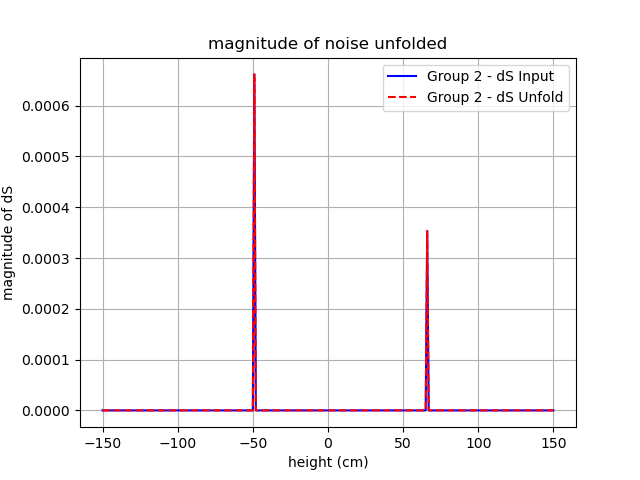 magnitude of noise unfolded
Group 2 - dS Input
Group 2 - dS Unfold
magnitude of dS
0.0006
0.0005
0.0004
0.0003
0.0002
0.0001
0.0000
−150
−100
−50
0
50
100
150
height (cm)